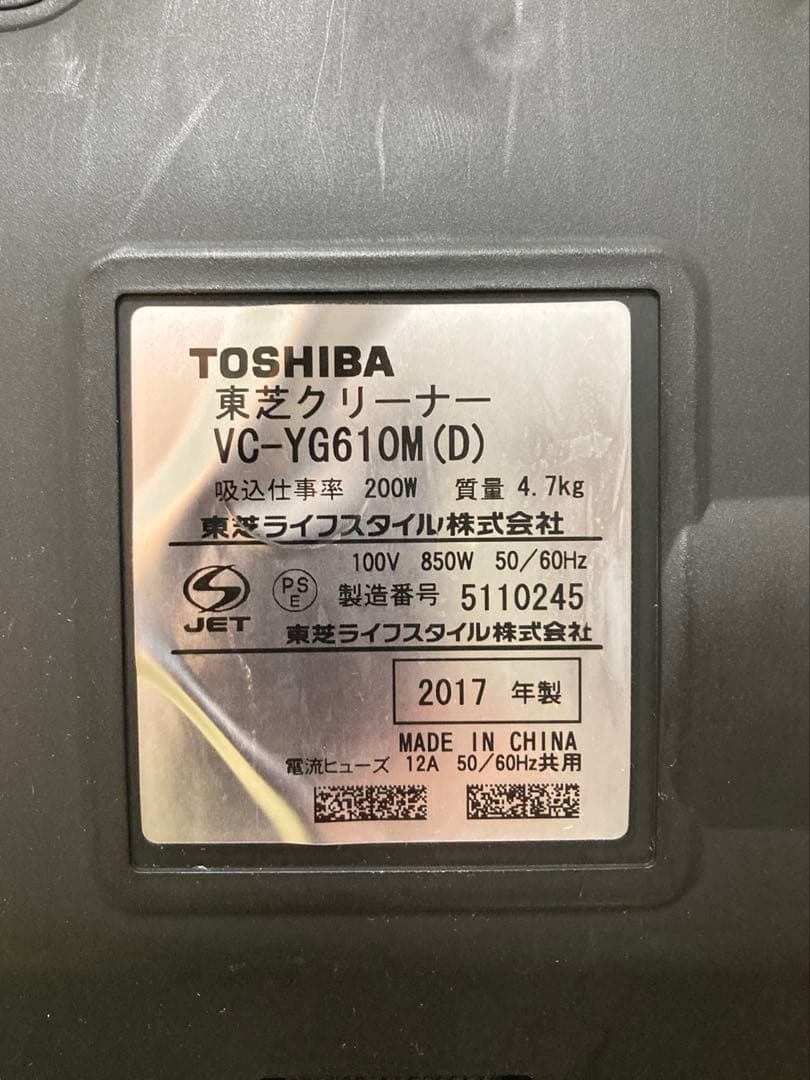 TOSHIBA
東芝クリーナー
VC-YG610M(D)
吸込仕事率 200W 質量 4.7kg
東芝ライフスタイル株式会社
100V 850W 50/60Hz
JET PSE 製造番号 5110245
東芝ライフスタイル株式会社
2017 年製
MADE IN CHINA
電流ヒューズ 12A 50/60Hz共用